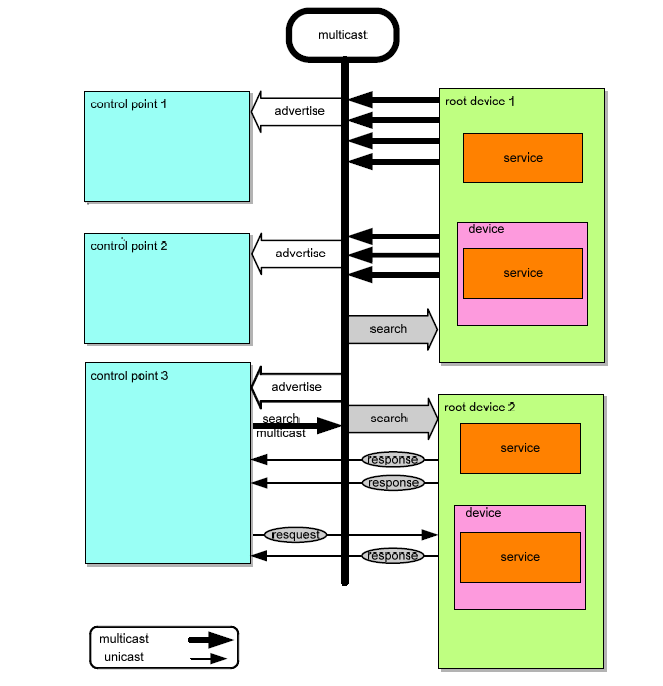 multicast
control point 1
advertise
root device 1
service
control point 2
advertise
device
service
search
control point 3
advertise
search
multicast
search
root device 2
service
response
response
device
resquest
response
service
multicast
unicast